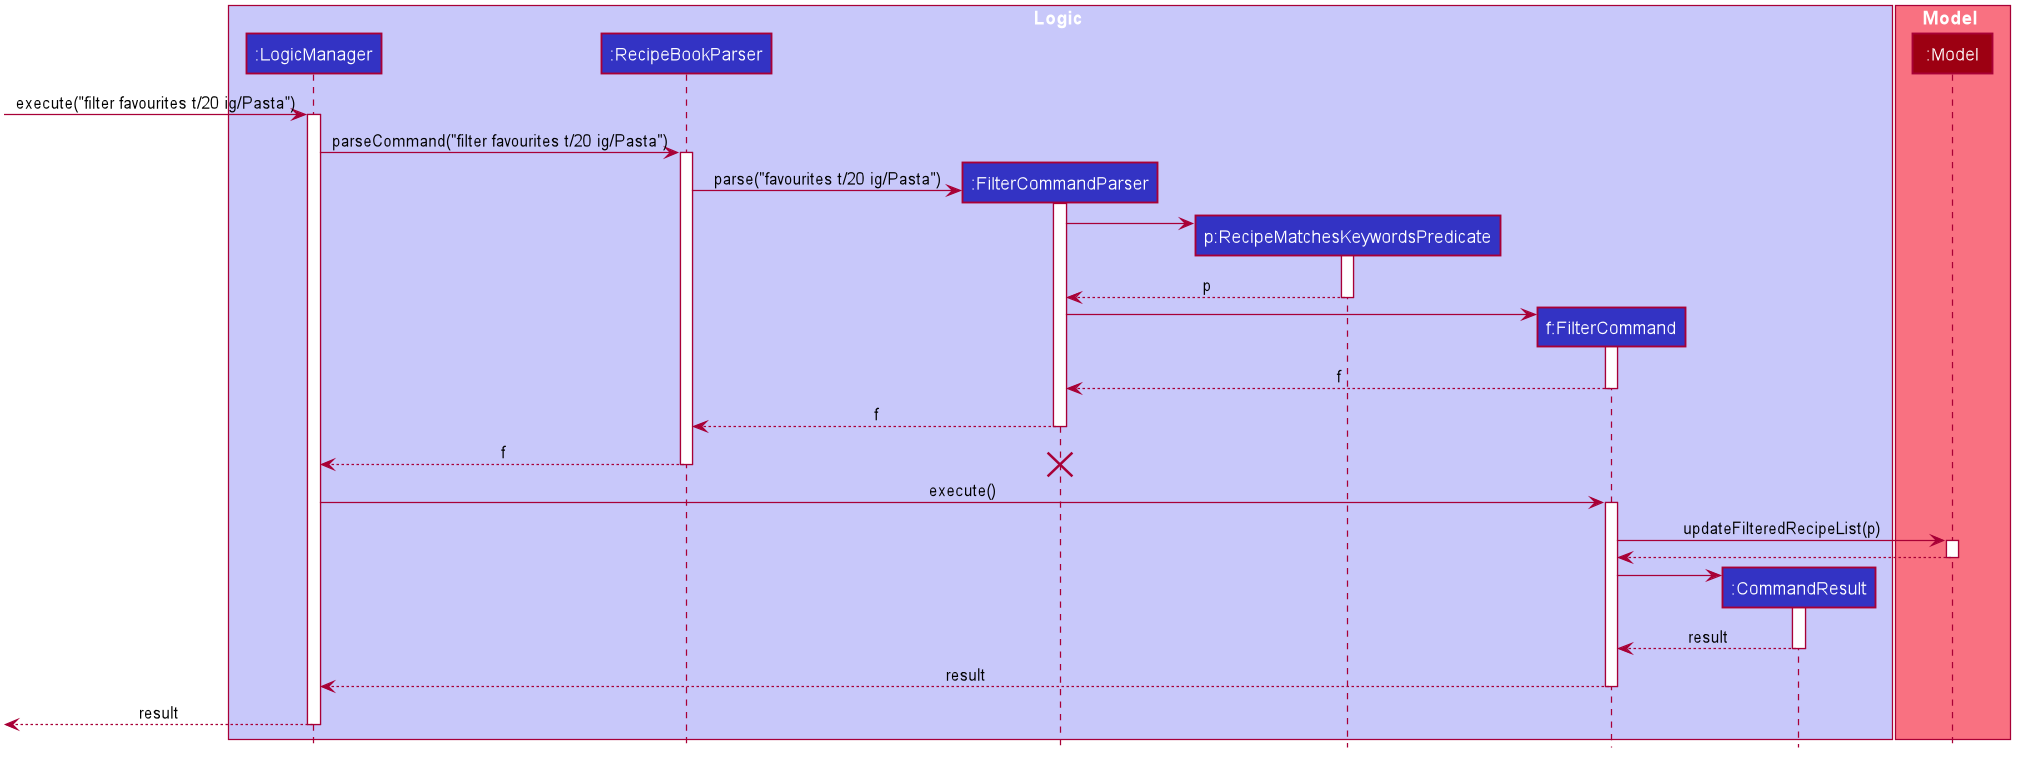 Logic
Model
:LogicManager
:RecipeBookParser
:Model
execute("filter favourites t/20 ig/Pasta")
parseCommand("filter favourites t/20 ig/Pasta")
parse("favourites t/20 ig/Pasta")
:FilterCommandParser
p:RecipeMatchesKeywordsPredicate
p
f:FilterCommand
f
f
f
execute()
updateFilteredRecipeList(p)
:CommandResult
result
result
result